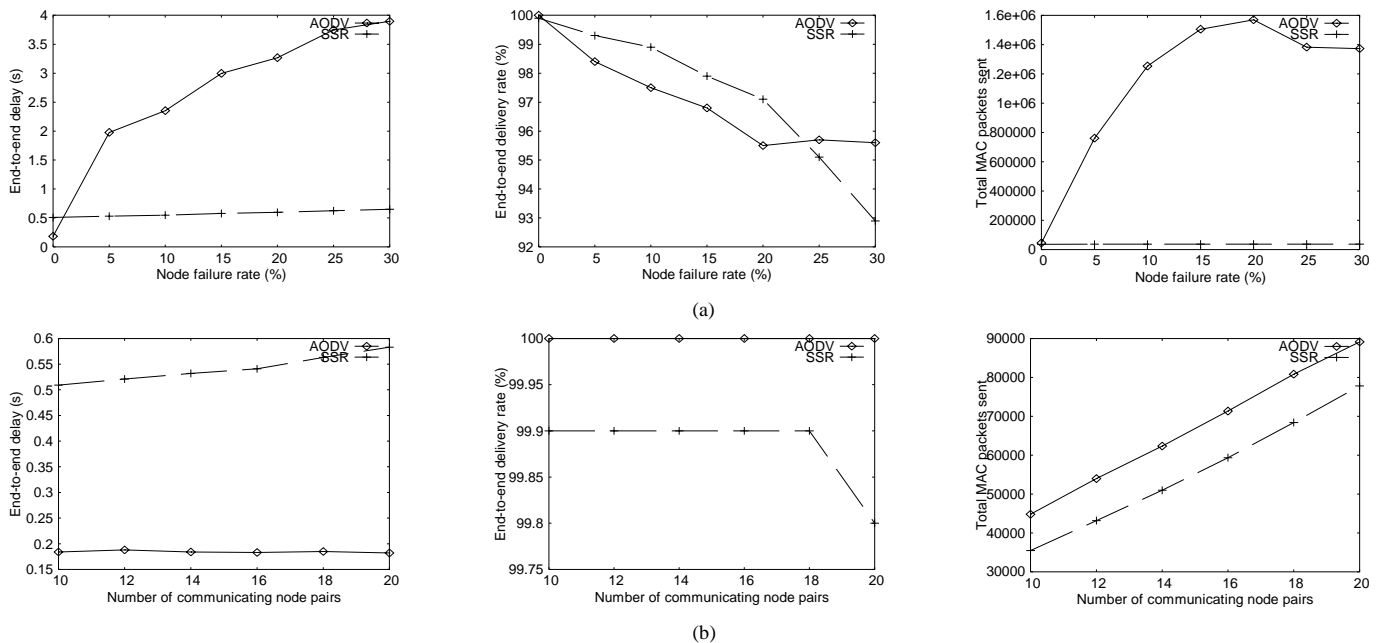 End-to-end delay (s)
4
3.5
3
2.5
2
1.5
1
0.5
0
0 5 10 15 20 25 30
Node failure rate (%)
AODV
SSR
End-to-end delivery rate (%)
100
99
98
97
96
95
94
93
92
0 5 10 15 20 25 30
Node failure rate (%)
AODV
SSR
Total MAC packets sent
1.6e+06
1.4e+06
1.2e+06
1e+06
800000
600000
400000
200000
0
0 5 10 15 20 25 30
Node failure rate (%)
AODV
SSR
(a)
End-to-end delay (s)
0.6
0.55
0.5
0.45
0.4
0.35
0.3
0.25
0.2
0.15
10 12 14 16 18 20
Number of communicating node pairs
AODV
SSR
End-to-end delivery rate (%)
100
99.95
99.9
99.85
99.8
99.75
10 12 14 16 18 20
Number of communicating node pairs
AODV
SSR
Total MAC packets sent
90000
80000
70000
60000
50000
40000
30000
10 12 14 16 18 20
Number of communicating node pairs
AODV
SSR
(b)